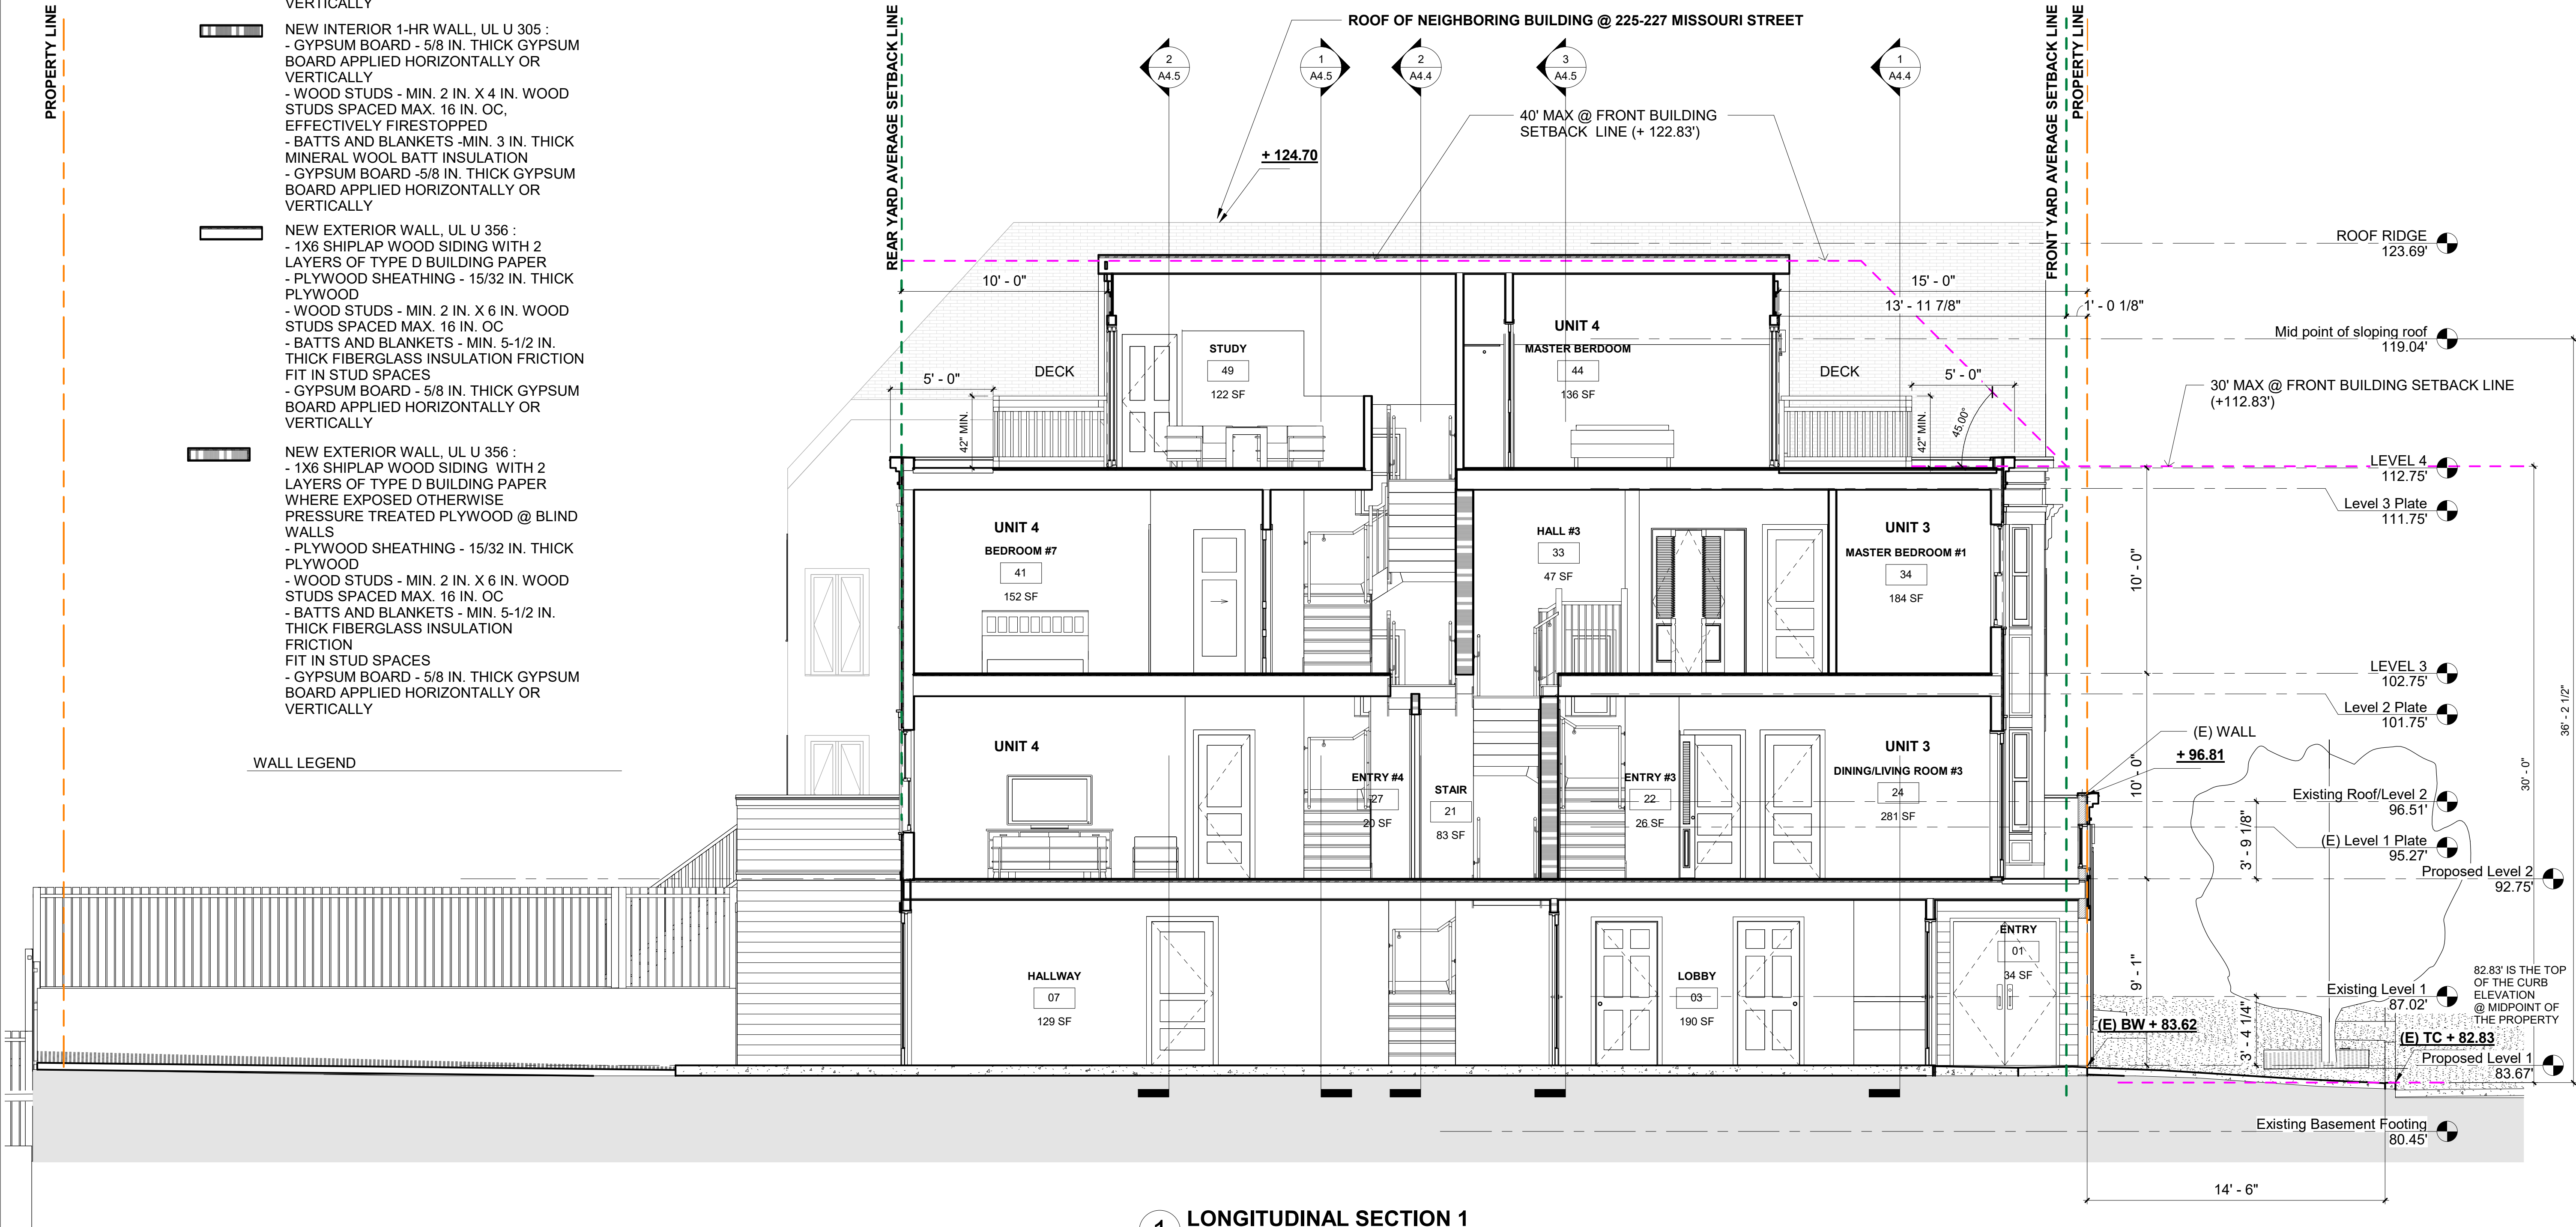 VERTICALLY
NEW INTERIOR 1-HR WALL, UL U 305 :
- GYPSUM BOARD - 5/8 IN. THICK GYPSUM
BOARD APPLIED HORIZONTALLY OR
VERTICALLY
- WOOD STUDS - MIN. 2 IN. X 4 IN. WOOD
STUDS SPACED MAX. 16 IN. OC,
EFFECTIVELY FIRESTOPPED
- BATTS AND BLANKETS -MIN. 3 IN. THICK
MINERAL WOOL BATT INSULATION
- GYPSUM BOARD -5/8 IN. THICK GYPSUM
BOARD APPLIED HORIZONTALLY OR
VERTICALLY
NEW EXTERIOR WALL, UL U 356 :
- 1X6 SHIPLAP WOOD SIDING WITH 2
LAYERS OF TYPE D BUILDING PAPER
- PLYWOOD SHEATHING - 15/32 IN. THICK
PLYWOOD
- WOOD STUDS - MIN. 2 IN. X 6 IN. WOOD
STUDS SPACED MAX. 16 IN. OC
- BATTS AND BLANKETS - MIN. 5-1/2 IN.
THICK FIBERGLASS INSULATION FRICTION
FIT IN STUD SPACES
- GYPSUM BOARD - 5/8 IN. THICK GYPSUM
BOARD APPLIED HORIZONTALLY OR
VERTICALLY
NEW EXTERIOR WALL, UL U 356 :
- 1X6 SHIPLAP WOOD SIDING WITH 2
LAYERS OF TYPE D BUILDING PAPER
WHERE EXPOSED OTHERWISE
PRESSURE TREATED PLYWOOD @ BLIND
WALLS
- PLYWOOD SHEATHING - 15/32 IN. THICK
PLYWOOD
- WOOD STUDS - MIN. 2 IN. X 6 IN. WOOD
STUDS SPACED MAX. 16 IN. OC
- BATTS AND BLANKETS - MIN. 5-1/2 IN.
THICK FIBERGLASS INSULATION
FRICTION
FIT IN STUD SPACES
- GYPSUM BOARD - 5/8 IN. THICK GYPSUM
BOARD APPLIED HORIZONTALLY OR
VERTICALLY
WALL LEGEND
PROPERTY LINE
REAR YARD AVERAGE SETBACK LINE
FRONT YARD AVERAGE SETBACK LINE
PROPERTY LINE
ROOF OF NEIGHBORING BUILDING @ 225-227 MISSOURI STREET
2
A4.5
1
A4.5
2
A4.4
3
A4.5
1
A4.4
40' MAX @ FRONT BUILDING
SETBACK LINE (+ 122.83')
+ 124.70
10' - 0"
15' - 0"
13' - 11 7/8"
1' - 0 1/8"
5' - 0"
DECK
42" MIN.
STUDY
49
122 SF
UNIT 4
MASTER BERDOOM
44
136 SF
DECK
5' - 0"
42" MIN.
45.00°
30' MAX @ FRONT BUILDING SETBACK LINE
(+112.83')
UNIT 4
BEDROOM #7
41
152 SF
HALL #3
33
47 SF
UNIT 3
MASTER BEDROOM #1
34
184 SF
UNIT 4
ENTRY #4
27
20 SF
STAIR
21
83 SF
ENTRY #3
22
26 SF
UNIT 3
DINING/LIVING ROOM #3
24
281 SF
HALLWAY
07
129 SF
LOBBY
03
190 SF
ENTRY
01
34 SF
ROOF RIDGE
123.69'
Mid point of sloping roof
119.04'
LEVEL 4
112.75'
Level 3 Plate
111.75'
LEVEL 3
102.75'
Level 2 Plate
101.75'
(E) WALL
+ 96.81
Existing Roof/Level 2
96.51'
(E) Level 1 Plate
95.27'
Proposed Level 2
92.75'
Existing Level 1
87.02'
82.83' IS THE TOP
OF THE CURB
ELEVATION
@ MIDPOINT OF
THE PROPERTY
(E) BW + 83.62
(E) TC + 82.83
Proposed Level 1
83.67'
Existing Basement Footing
80.45'
10' - 0"
10' - 0"
9' - 1"
3' - 9 1/8"
3' - 4 1/4"
30' - 0"
36' - 2 1/2"
14' - 6"
1
LONGITUDINAL SECTION 1